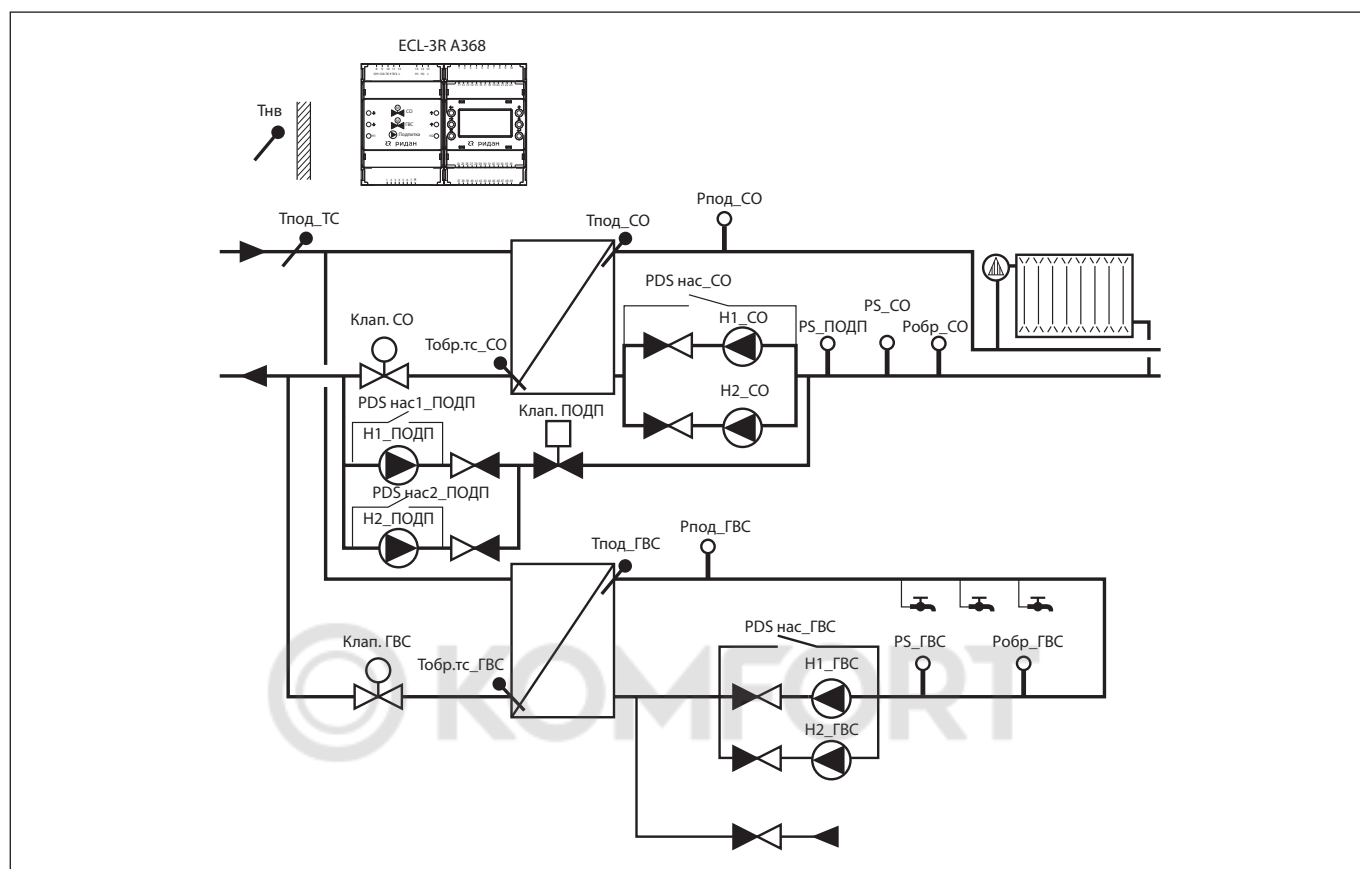 ECL-3R A368
Тнв
СО
ГВС
Подпитка
ридан
ридан
Тпод_ТС
Тпод_СО
Рпод_СО
PDS нас_СО
Клап. СО
Н1_СО
PS_СО
PS_ПОДП
Робр_СО
Тобр.тс_СО
Н2_СО
PDS нас1_ПОДП
Клап. ПОДП
Н1_ПОДП
PDS нас2_ПОДП
Н2_ПОДП
Рпод_ГВС
Тпод_ГВС
PDS нас_ГВС
Клап. ГВС
Тобр.тс_ГВС
Н1_ГВС
PS_ГВС
Робр_ГВС
Н2_ГВС
© KOMFORT